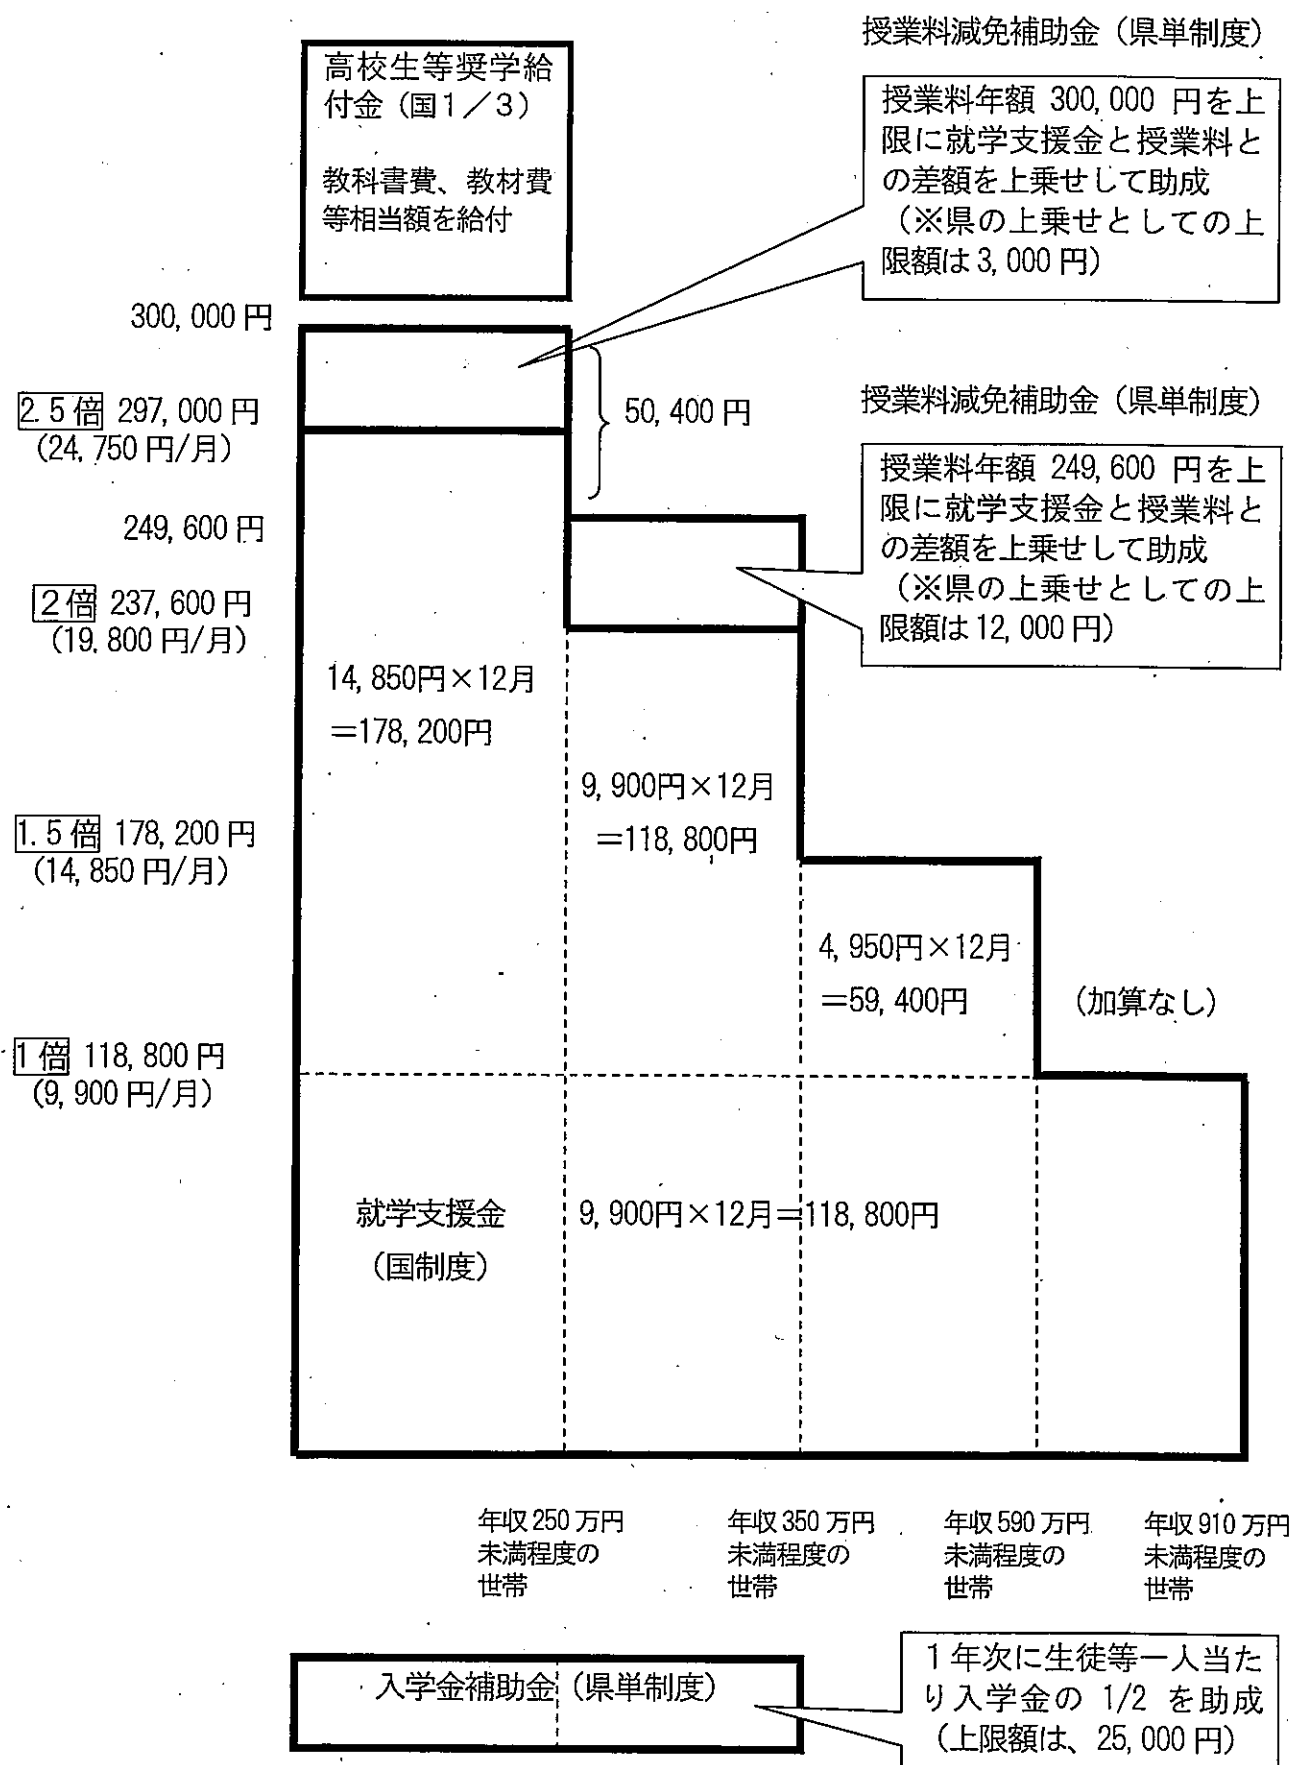 授業料減免補助金（県単制度）
高校生等奨学給
付金（国1／3）
教科書費、教材費
等相当額を給付
授業料年額 300,000 円を上
限に就学支援金と授業料と
の差額を上乗せして助成
（※県の上乗せとしての上
限額は 3,000 円）
300,000 円
2.5倍 297,000 円
(24,750 円/月)
50,400 円
授業料減免補助金（県単制度）
授業料年額 249,600 円を上
限に就学支援金と授業料と
の差額を上乗せして助成
（※県の上乗せとしての上
限額は 12,000 円）
249,600 円
2倍 237,600 円
(19,800 円/月)
14,850円×12月
＝178,200円
9,900円×12月
＝118,800円
1.5倍 178,200 円
(14,850 円/月)
4,950円×12月
＝59,400円
（加算なし）
1倍 118,800 円
(9,900 円/月)
就学支援金
（国制度）
9,900円×12月＝118,800円
年収 250 万円
未満程度の
世帯
年収 350 万円
未満程度の
世帯
年収 590 万円
未満程度の
世帯
年収 910 万円
未満程度の
世帯
入学金補助金（県単制度）
1年次に生徒等一人当た
り入学金の 1/2 を助成
（上限額は、25,000 円）